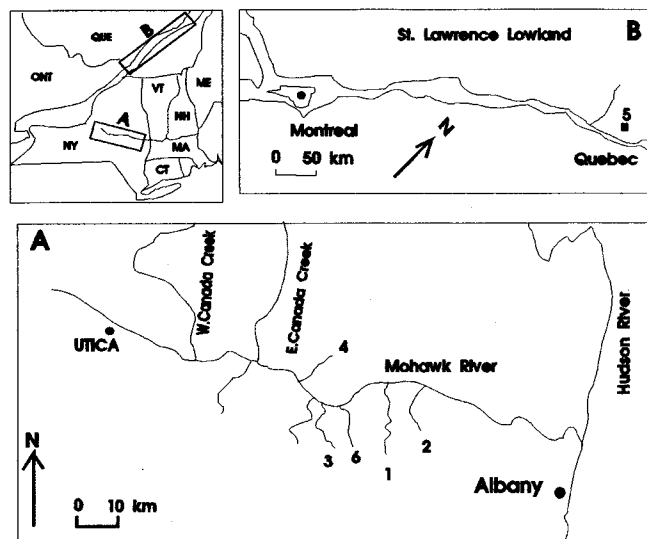 QUE
B
ONT
VT
ME
A
NH
NY
MA
CT
St. Lawrence Lowland
B
5
Montreal
N
Quebec
0 50 km
A
W.Canada Creek
E.Canada Creek
Hudson River
UTICA
4
Mohawk River
N
3 6 1 2
Albany
0 10 km